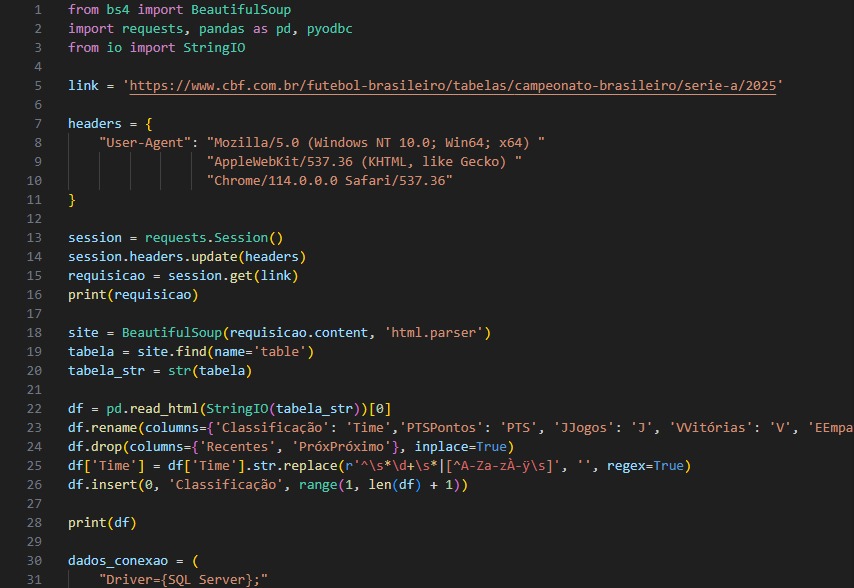 1 from bs4 import BeautifulSoup
2 import requests, pandas as pd, pyodbc
3 from io import StringIO
4
5 link = 'https://www.cbf.com.br/futebol-brasileiro/tabelas/campeonato-brasileiro/serie-a/2025'
6
7 headers = {
8     "User-Agent": "Mozilla/5.0 (Windows NT 10.0; Win64; x64) "
9                   "AppleWebKit/537.36 (KHTML, like Gecko) "
10                   "Chrome/114.0.0.0 Safari/537.36"
11 }
12
13 session = requests.Session()
14 session.headers.update(headers)
15 requisicao = session.get(link)
16 print(requisicao)
17
18 site = BeautifulSoup(requisicao.content, 'html.parser')
19 tabela = site.find(name='table')
20 tabela_str = str(tabela)
21
22 df = pd.read_html(StringIO(tabela_str))[0]
23 df.rename(columns={'Classificação': 'Time','PTSPontos': 'PTS', 'JJogos': 'J', 'VVitórias': 'V', 'EEmpa
24 df.drop(columns={'Recentes', 'PróxPróximo'}, inplace=True)
25 df['Time'] = df['Time'].str.replace(r'^\s*\d+\s*|[^A-Za-zÀ-ÿ\s]', '', regex=True)
26 df.insert(0, 'Classificação', range(1, len(df) + 1))
27
28 print(df)
29
30 dados_conexao = (
31     "Driver={SQL Server};"